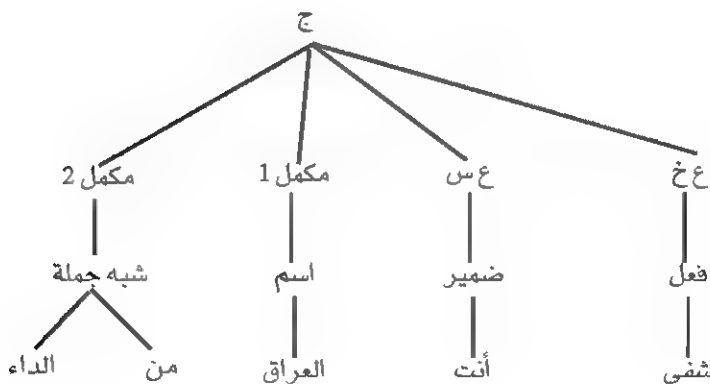 ج
ع خ ع س مكمل 1 مكمل 2
فعل ضمير اسم شبه جملة
شفى أنت العراق من الداء